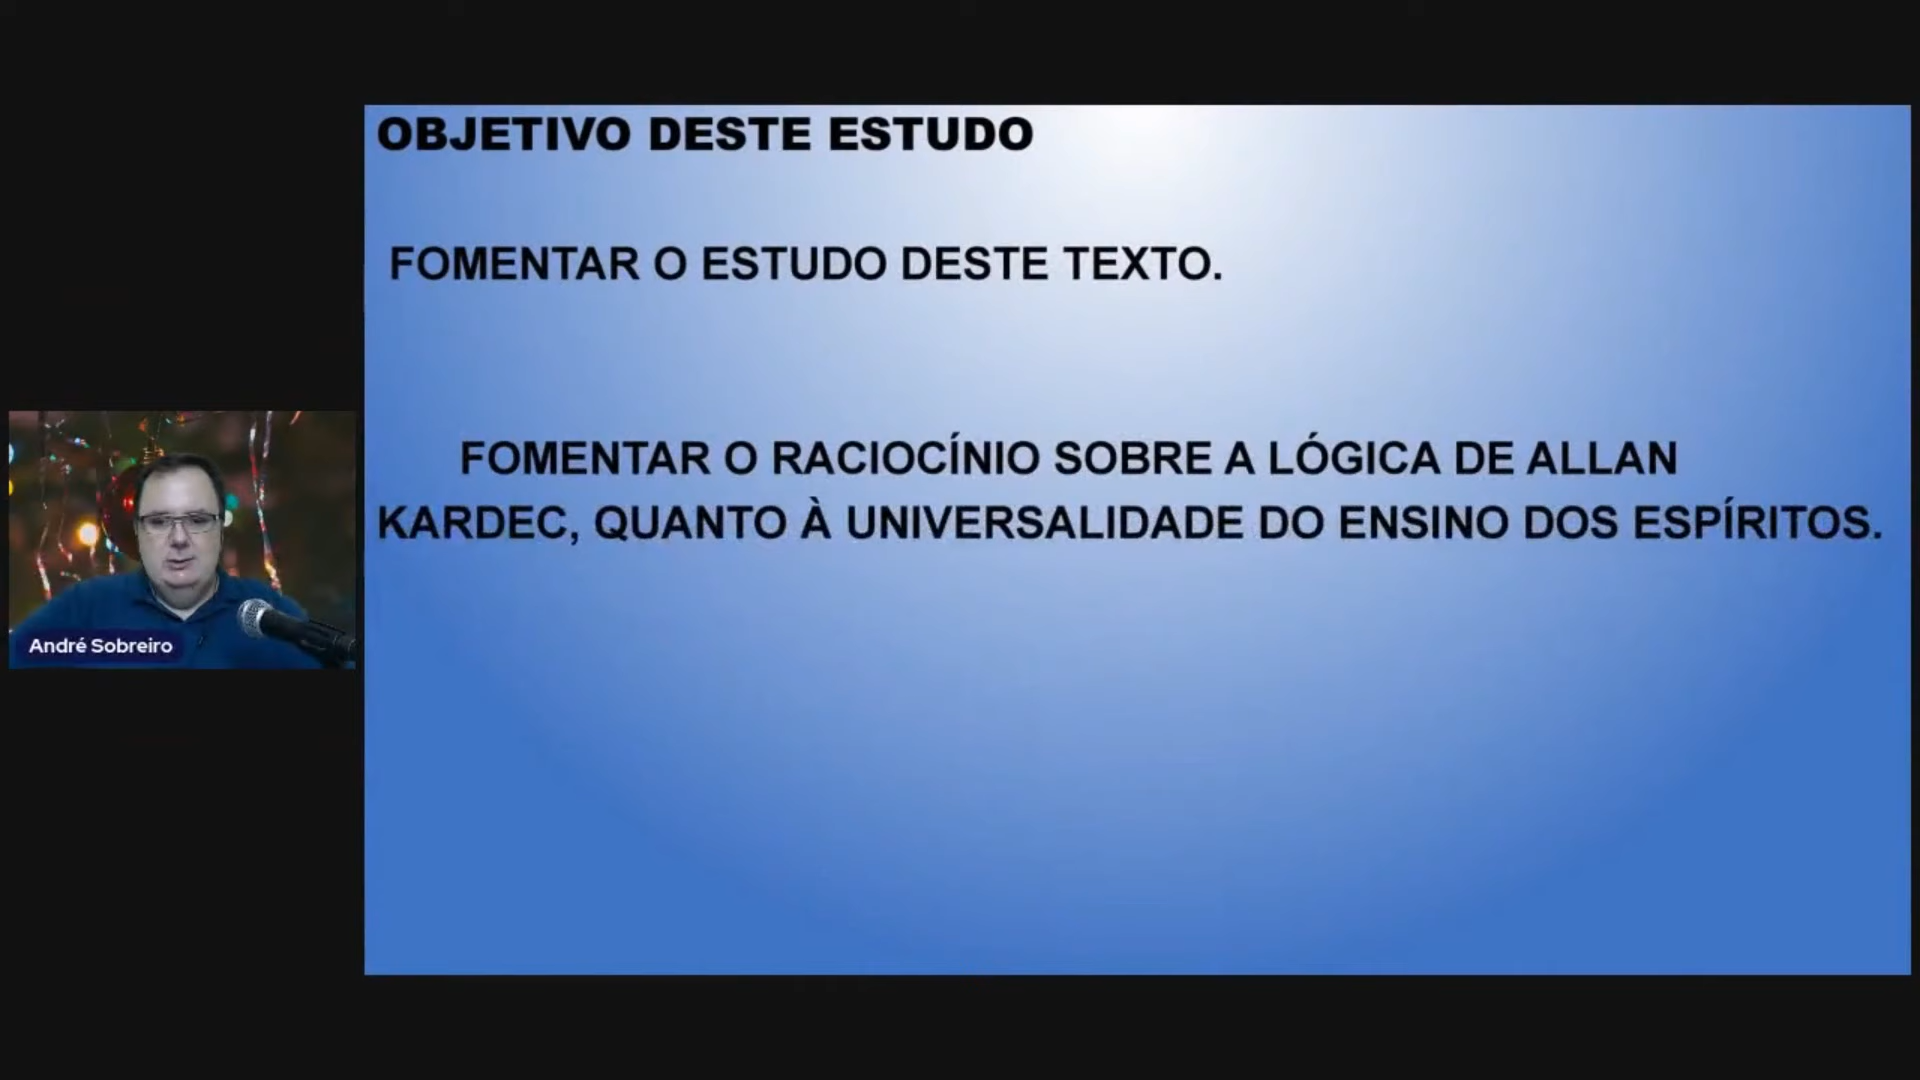 OBJETIVO DESTE ESTUDO
FOMENTAR O ESTUDO DESTE TEXTO.
FOMENTAR O RACIOCÍNIO SOBRE A LÓGICA DE ALLAN
KARDEC, QUANTO À UNIVERSALIDADE DO ENSINO DOS ESPÍRITOS.
André Sobreiro